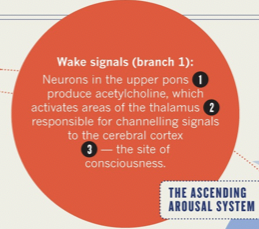 Wake signals (branch 1):
Neurons in the upper pons 1
produce acetylcholine, which
activates areas of the thalamus 2
responsible for channelling signals
to the cerebral cortex
3 — the site of
consciousness.
THE ASCENDING
AROUSAL SYSTEM